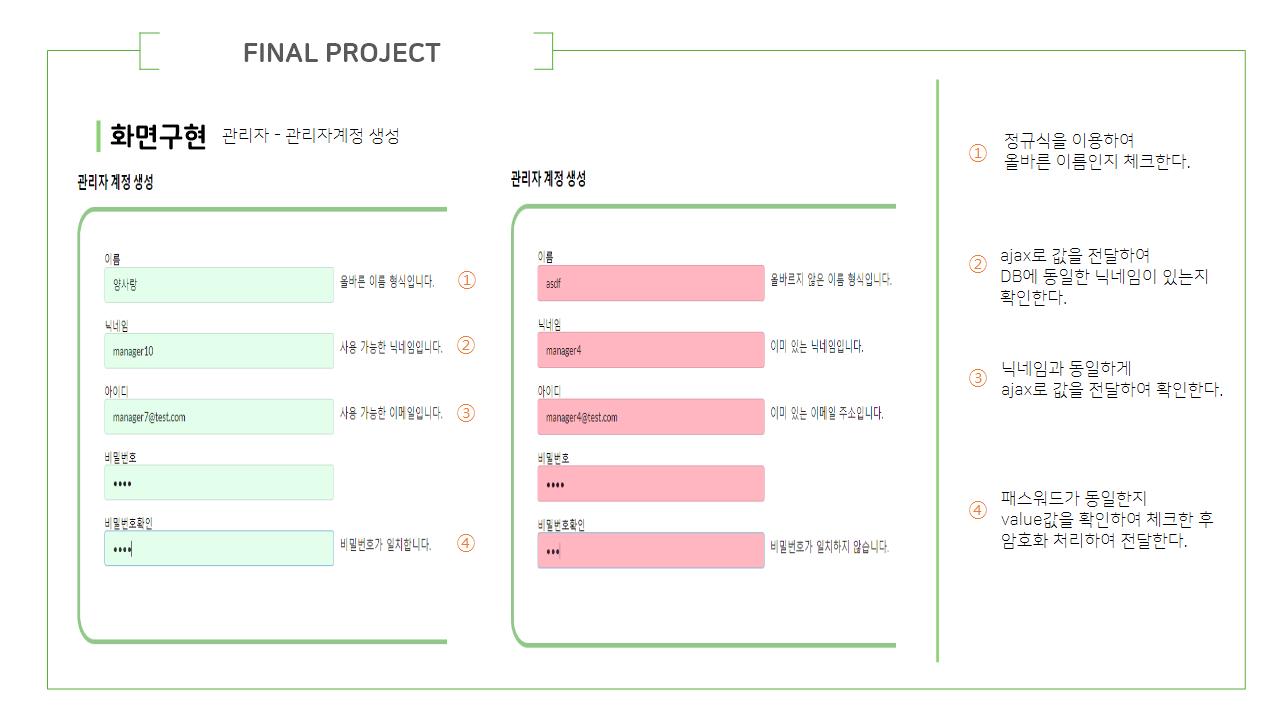 FINAL PROJECT
화면구현 관리자 - 관리자계정 생성
관리자 계정 생성
이름
양사랑 올바른 이름 형식입니다. ①
닉네임
manager10 사용 가능한 닉네임입니다. ②
아이디
manager7@test.com 사용 가능한 이메일입니다. ③
비밀번호
••••
비밀번호확인
•••• 비밀번호가 일치합니다. ④
관리자 계정 생성
이름
asdf 올바르지 않은 이름 형식입니다.
닉네임
manager4 이미 있는 닉네임입니다.
아이디
manager4@test.com 이미 있는 이메일 주소입니다.
비밀번호
••••
비밀번호확인
••• 비밀번호가 일치하지 않습니다.
① 정규식을 이용하여
올바른 이름인지 체크한다.
② ajax로 값을 전달하여
DB에 동일한 닉네임이 있는지
확인한다.
③ 닉네임과 동일하게
ajax로 값을 전달하여 확인한다.
④ 패스워드가 동일한지
value값을 확인하여 체크한 후
암호화 처리하여 전달한다.